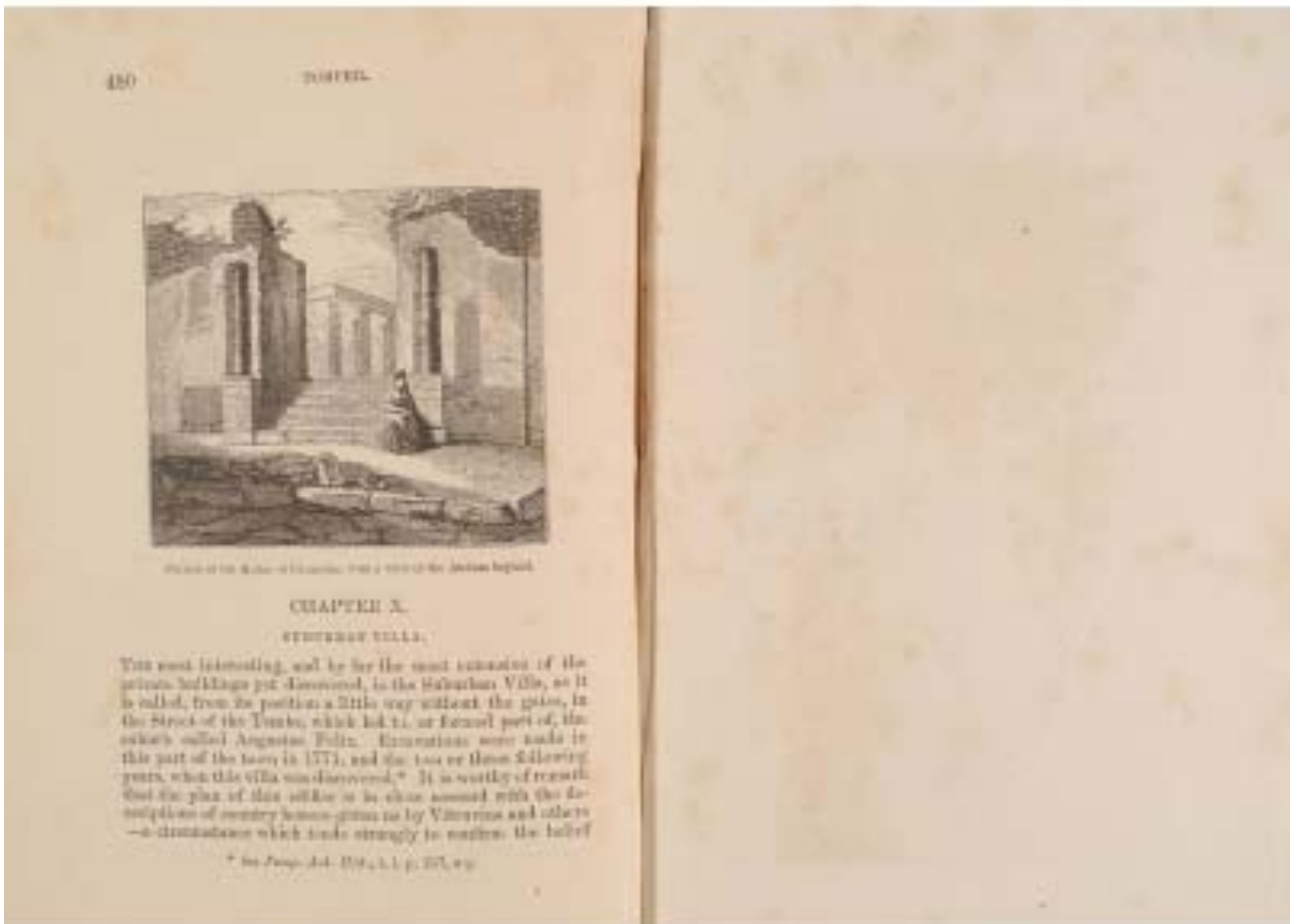 480
POMPEII.
CHAPTER X.
SUBURBAN VILLA.
THE most interesting, and by far the most extensive of the
private buildings yet discovered, is the Suburban Villa, as it
is called, from its position a little way without the gates, in
the Street of the Tombs, which led to, or formed part of, the
suburb called Augustus Felix. Excavations were made in
this part of the town in 1771, and the two or three following
years, when this villa was discovered.* It is worthy of remark
that the plan of this edifice is in close accord with the de-
scriptions of country houses given us by Vitruvius and others
—a circumstance which tends strongly to confirm the belief
* See Pomp. Ant. Hist.,